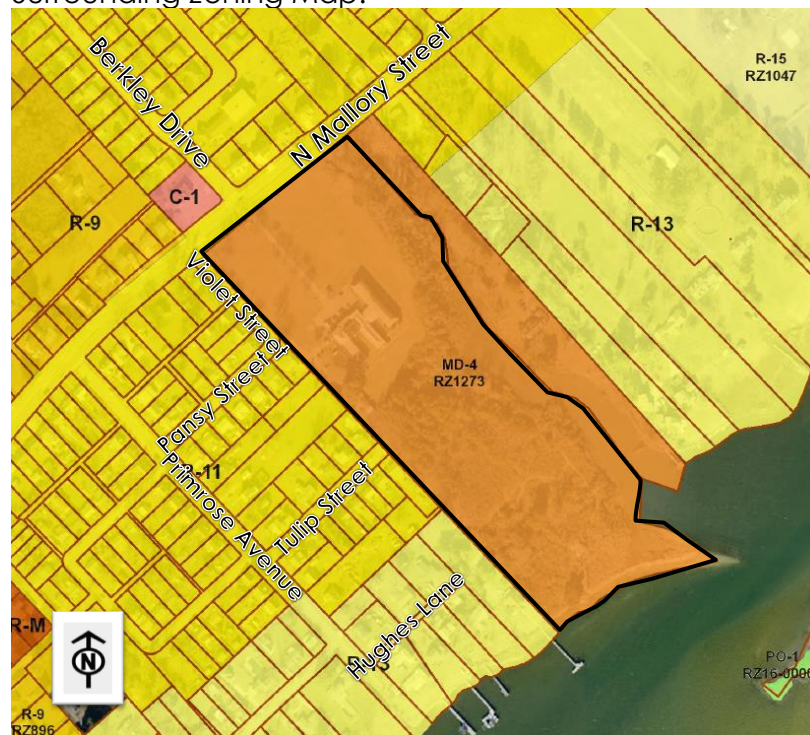 Surrounding Zoning Map:
Berkley Drive
N Mallory Street
R-15
RZ1047
C-1
R-9
R-13
Violet Street
MD-4
RZ1273
Pansy Street
-11
Primrose Avenue
Tulip Street
Hughes Lane
R-M
N
PO-1
R-9
RZ896